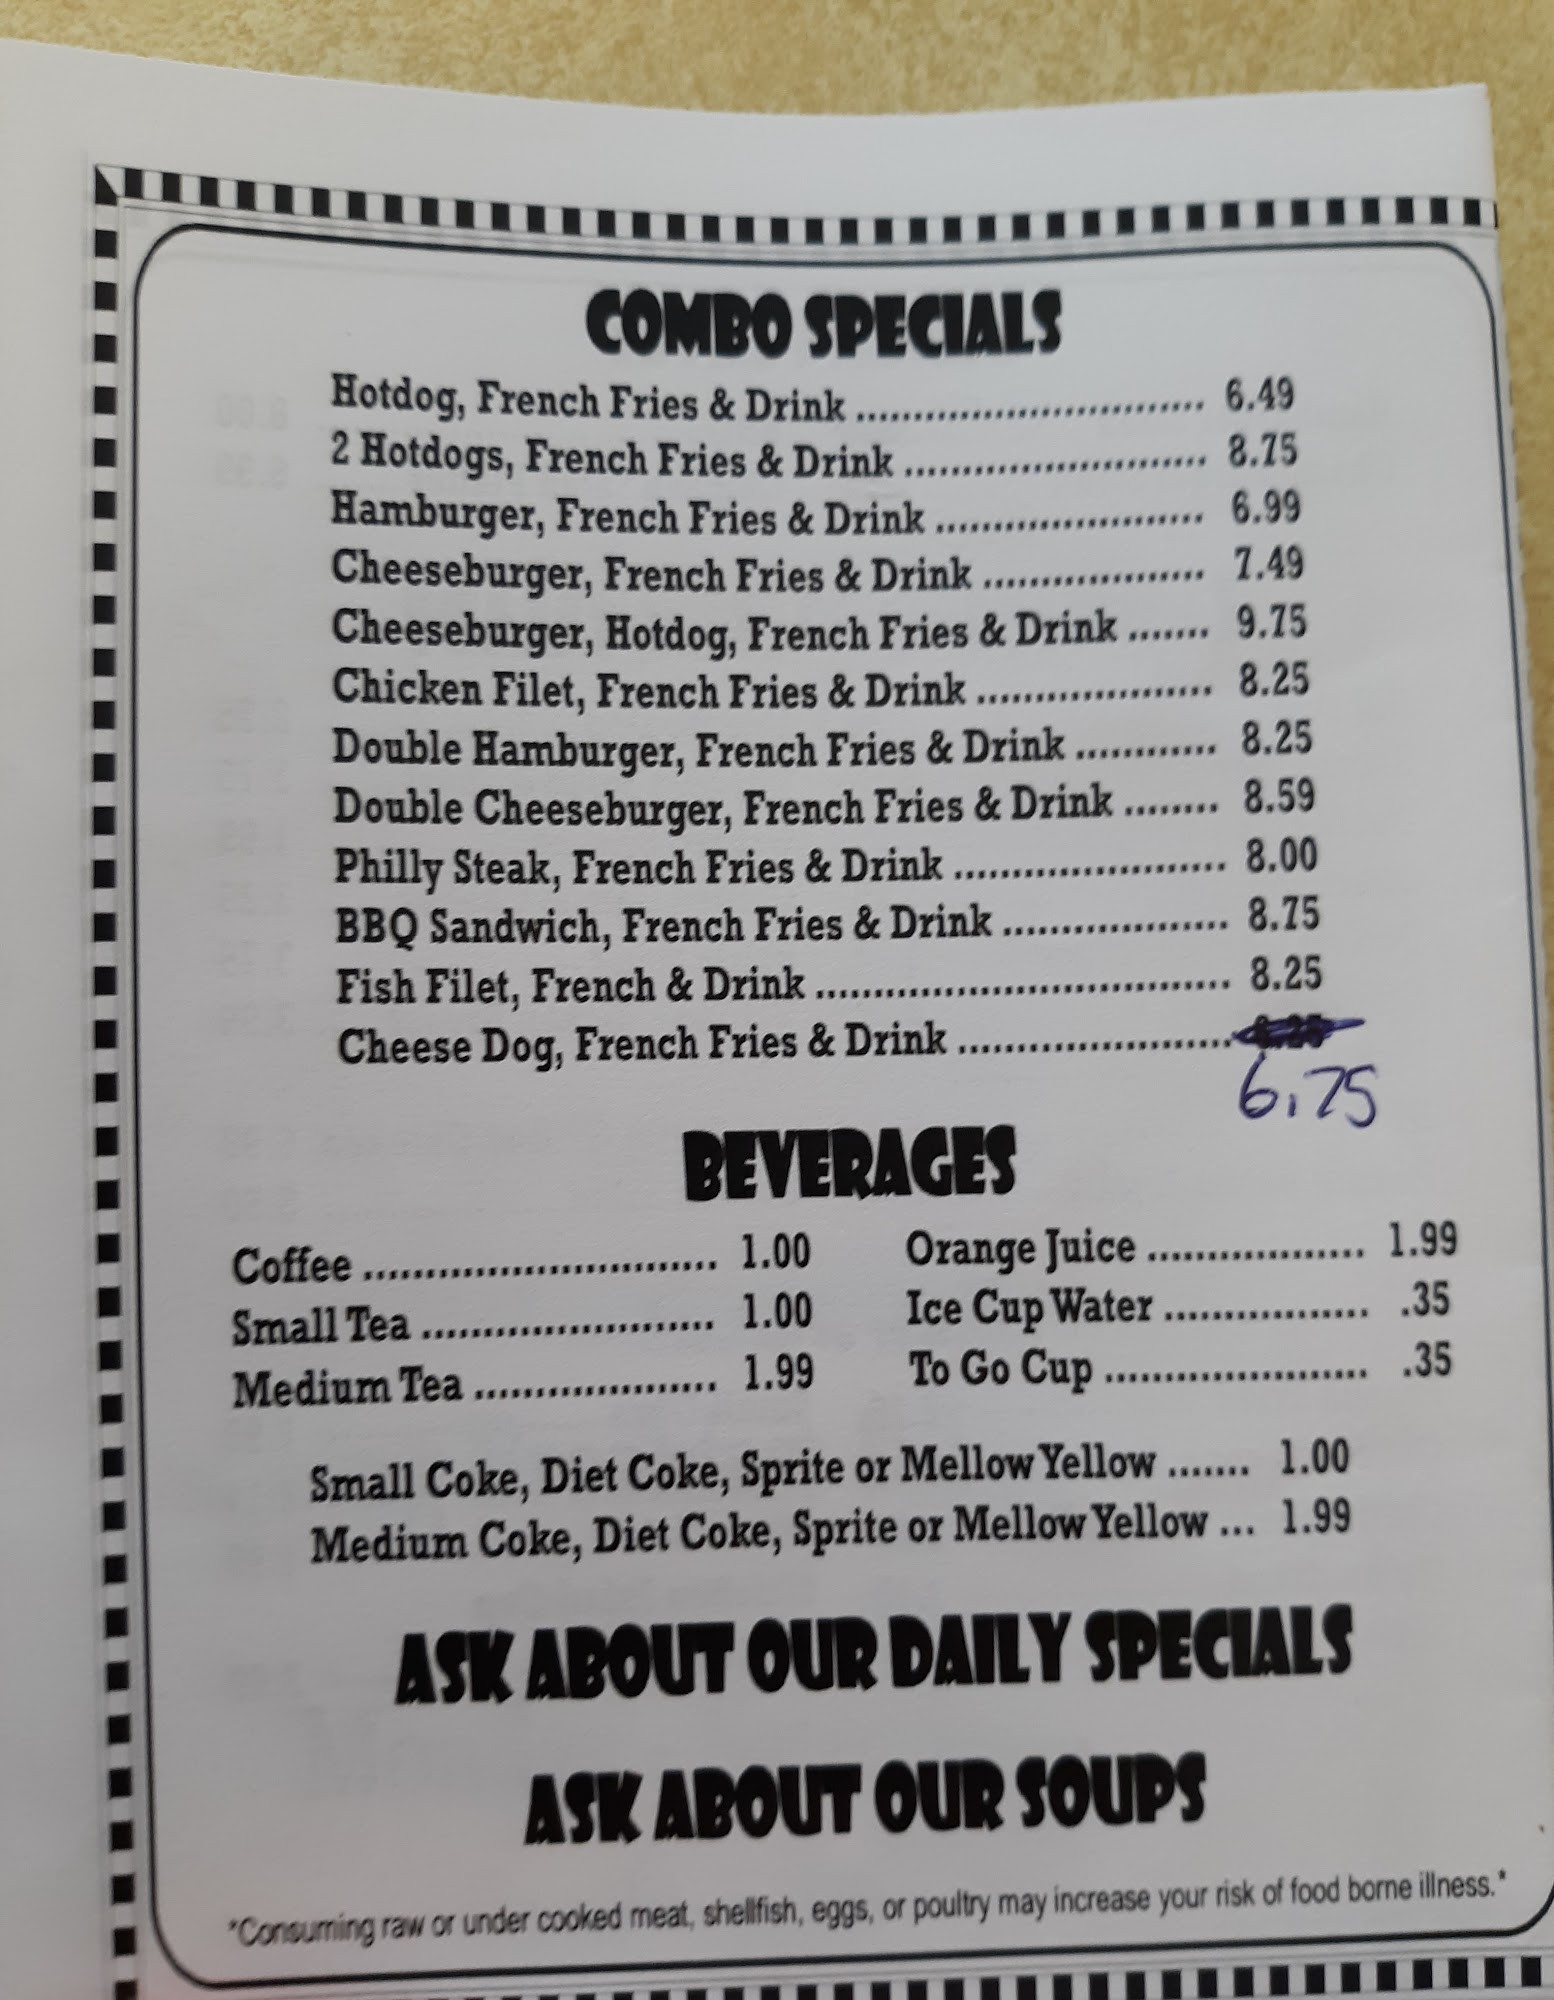 COMBO SPECIALS
Hotdog, French Fries & Drink .............................. 6.49
2 Hotdogs, French Fries & Drink .......................... 8.75
Hamburger, French Fries & Drink ....................... 6.99
Cheeseburger, French Fries & Drink ................... 7.49
Cheeseburger, Hotdog, French Fries & Drink ....... 9.75
Chicken Filet, French Fries & Drink .................... 8.25
Double Hamburger, French Fries & Drink ............ 8.25
Double Cheeseburger, French Fries & Drink ........ 8.59
Philly Steak, French Fries & Drink ....................... 8.00
BBQ Sandwich, French Fries & Drink ................... 8.75
Fish Filet, French & Drink .................................... 8.25
Cheese Dog, French Fries & Drink ........................
6.75
BEVERAGES
Coffee .............................. 1.00
Small Tea ......................... 1.00
Medium Tea .................... 1.99
Orange Juice .................. 1.99
Ice Cup Water ................. .35
To Go Cup ...................... .35
Small Coke, Diet Coke, Sprite or Mellow Yellow ....... 1.00
Medium Coke, Diet Coke, Sprite or Mellow Yellow ... 1.99
ASK ABOUT OUR DAILY SPECIALS
ASK ABOUT OUR SOUPS
*Consuming raw or under cooked meat, shellfish, eggs, or poultry may increase your risk of food borne illness.*